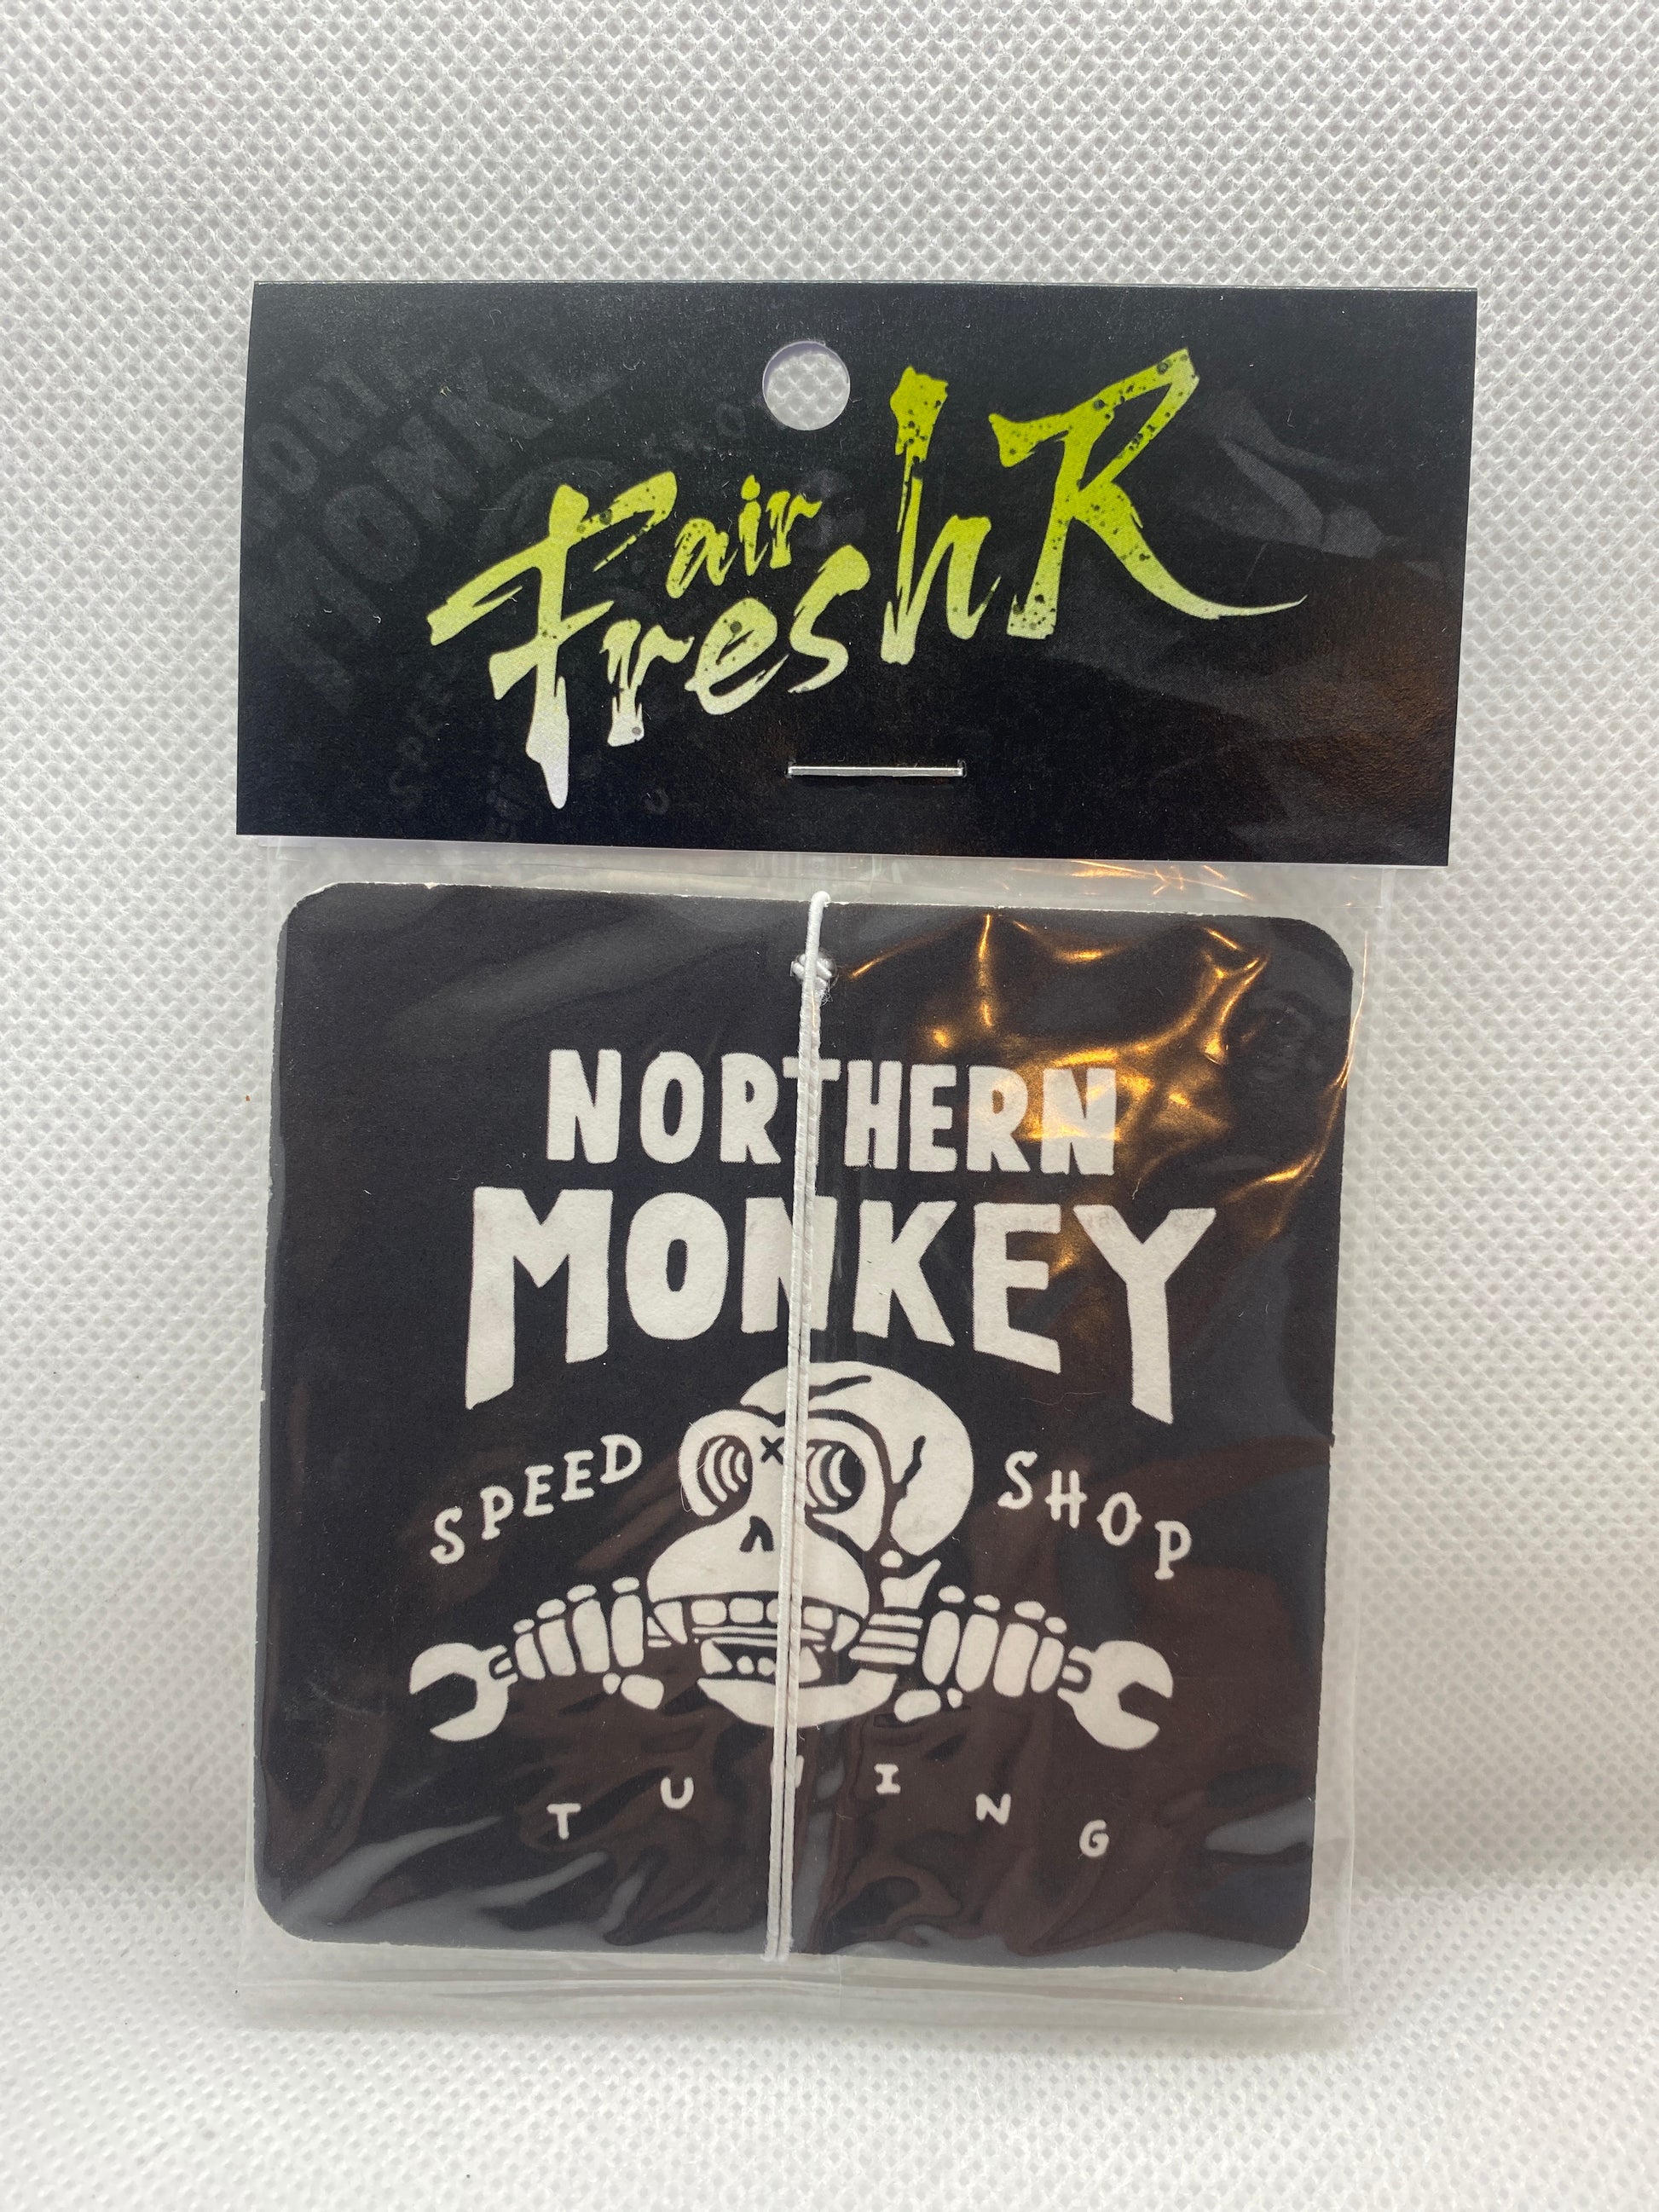 air
FreshR
NORTHERN
MONKEY
SPEED SHOP
TUNING